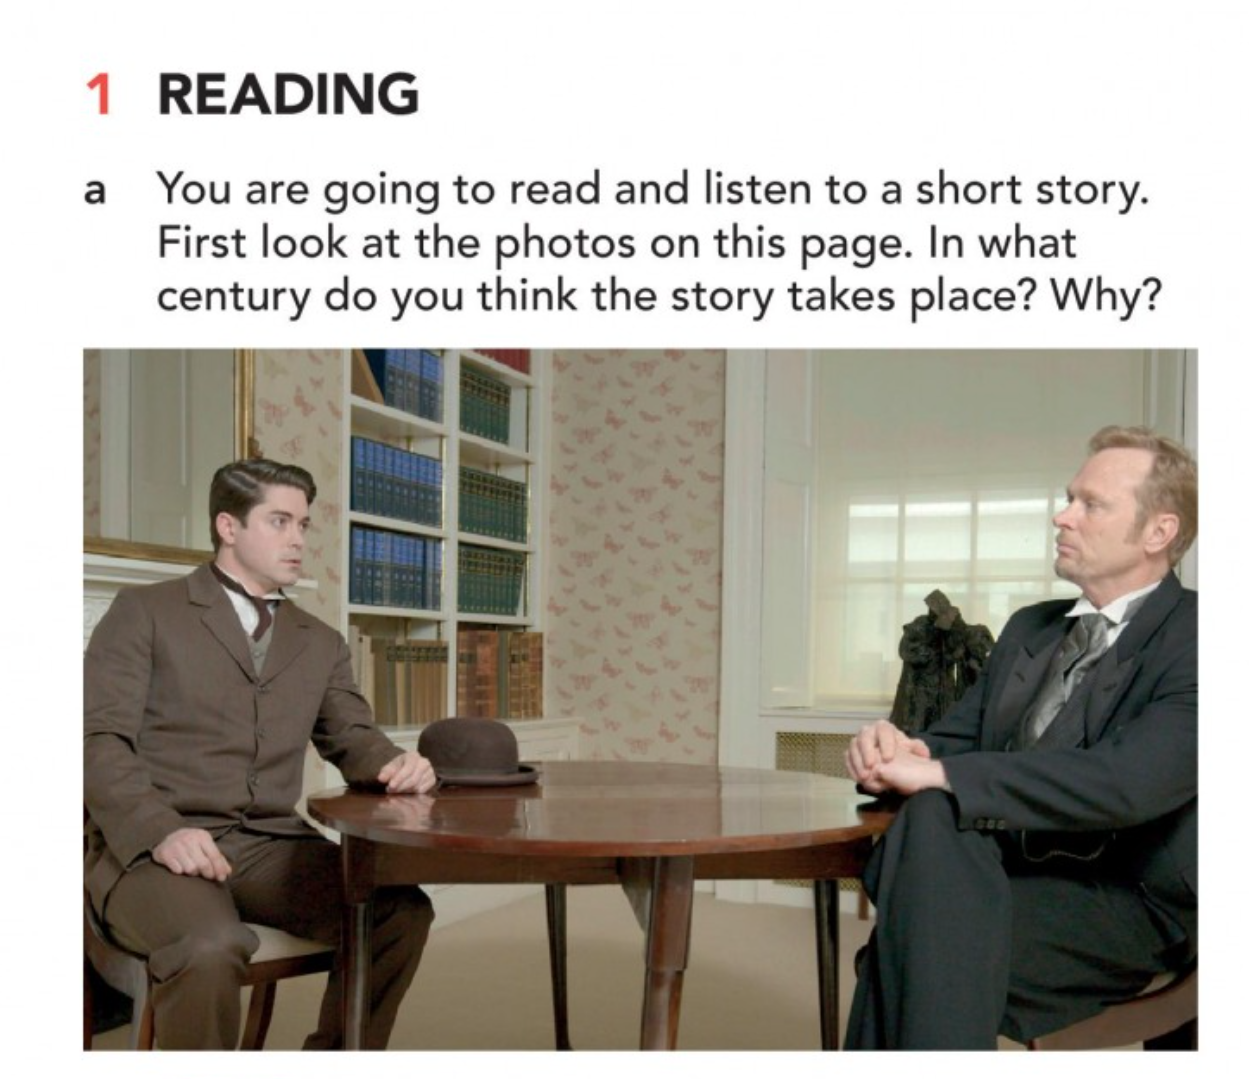 1 READING
a You are going to read and listen to a short story.
First look at the photos on this page. In what
century do you think the story takes place? Why?